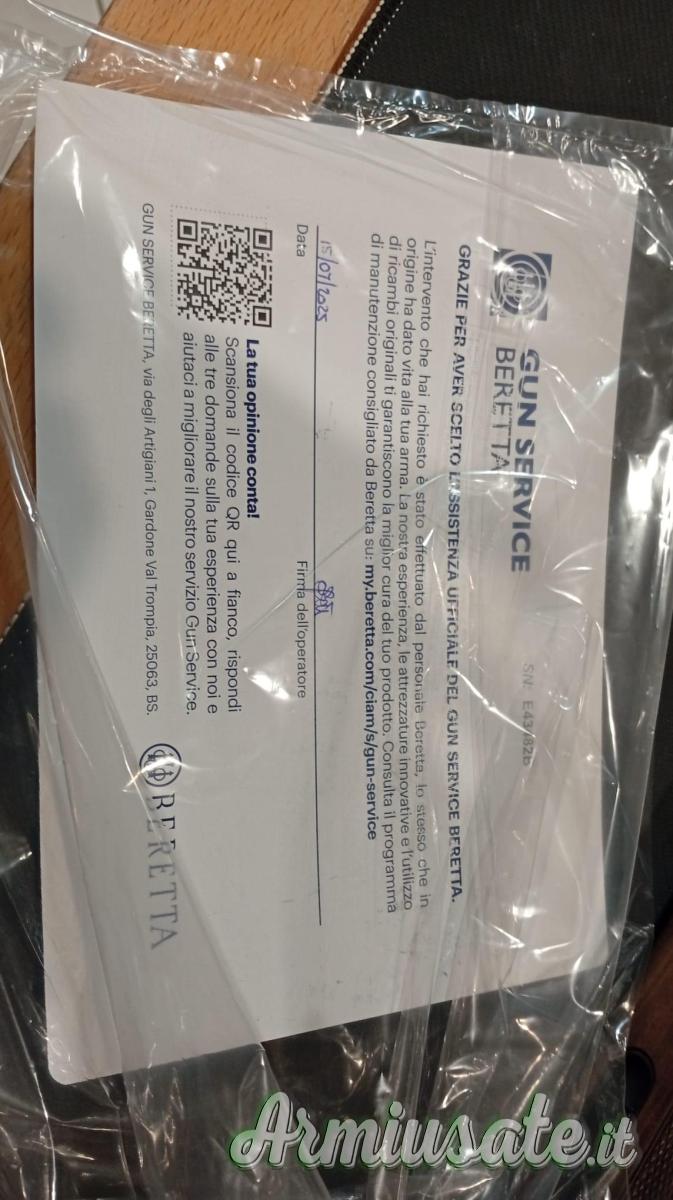 GUN SERVICE
BERETTA
SN:
GRAZIE PER AVER SCELTO L'ASSISTENZA UFFICIALE DEL GUN SERVICE BERETTA.
L'intervento che hai richiesto è stato effettuato dal personale Beretta, lo stesso che in
origine ha dato vita alla tua arma. La nostra esperienza, le attrezzature innovative e l'utilizzo
di ricambi originali ti garantiscono la miglior cura del tuo prodotto. Consulta il programma
di manutenzione consigliato da Beretta su: my.beretta.com/ciam/s/gun-service
15/07/2025
Data
Firma dell'operatore
La tua opinione conta!
Scansiona il codice QR qui a fianco, rispondi
alle tre domande sulla tua esperienza con noi e
aiutaci a migliorare il nostro servizio Gun Service.
GUN SERVICE BERETTA, via degli Artigiani 1, Gardone Val Trompia, 25063, BS.
BERETTA
Armiusate.it